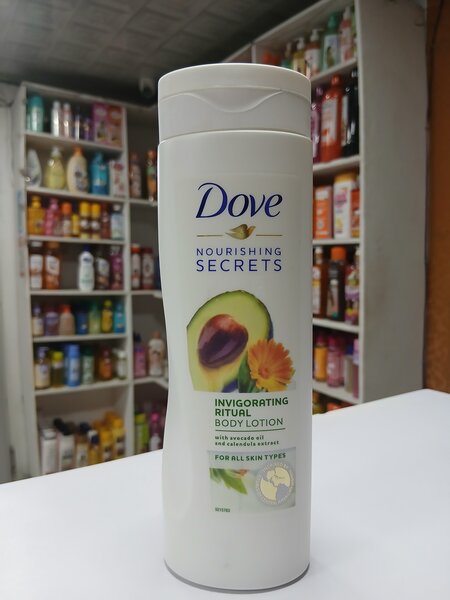 Dove
NOURISHING
SECRETS
INVIGORATING
RITUAL
BODY LOTION
with avocado oil
and calendula extract
FOR ALL SKIN TYPES